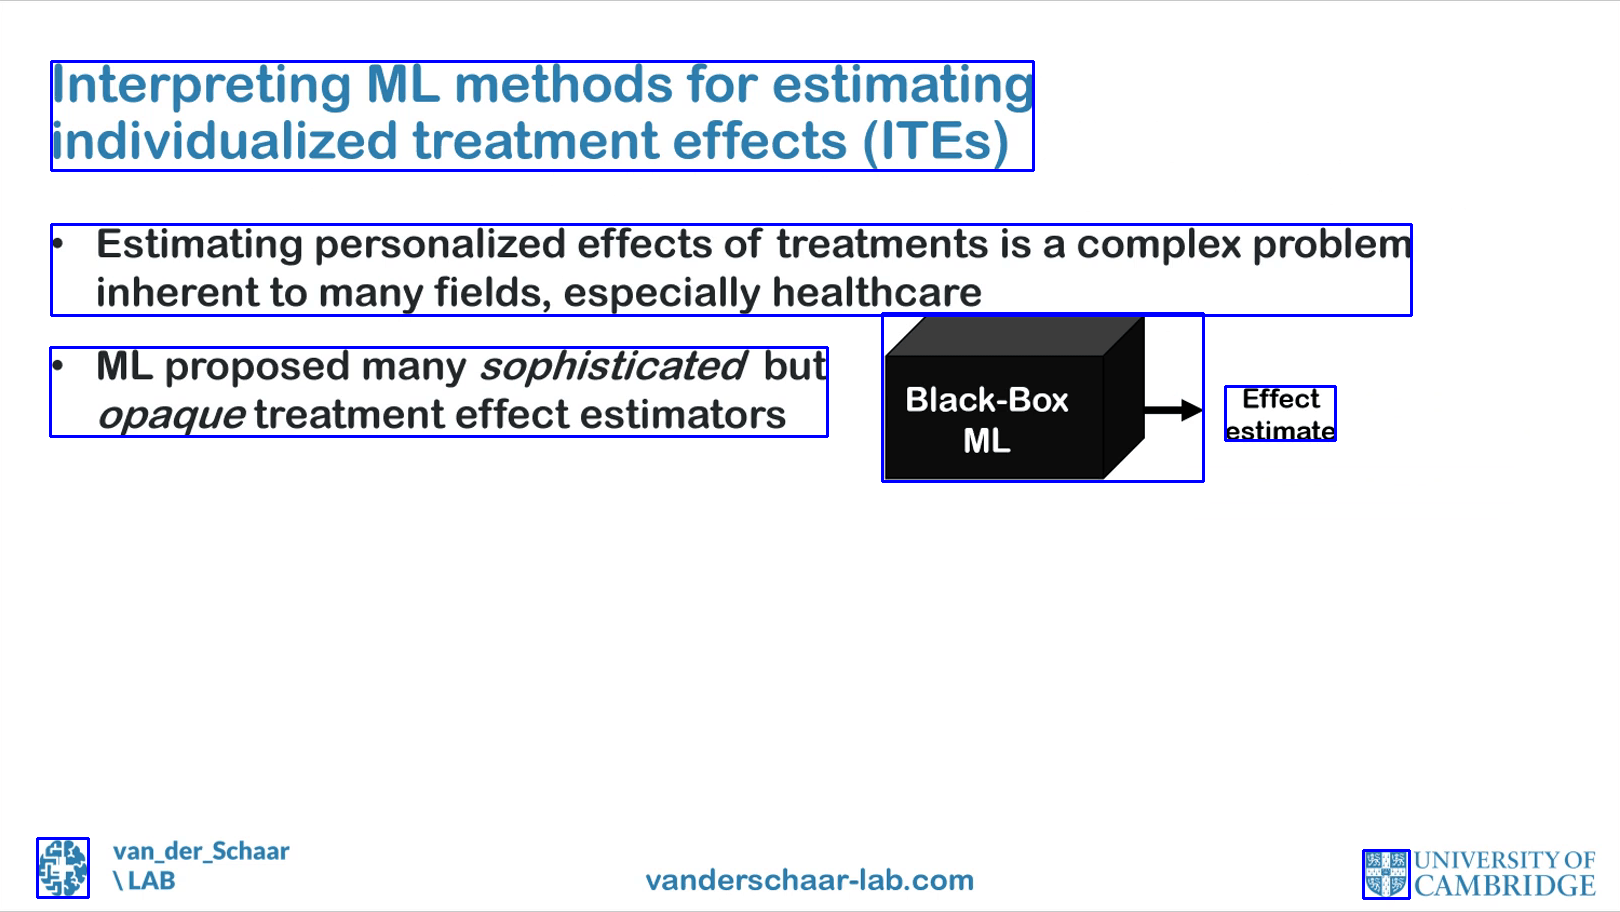 Interpreting ML methods for estimating
individualized treatment effects (ITEs)
• Estimating personalized effects of treatments is a complex problem
inherent to many fields, especially healthcare
• ML proposed many sophisticated but
opaque treatment effect estimators
Black-Box
ML
Effect
estimate
van_der_Schaar
\ LAB
vanderschaar-lab.com
UNIVERSITY OF
CAMBRIDGE